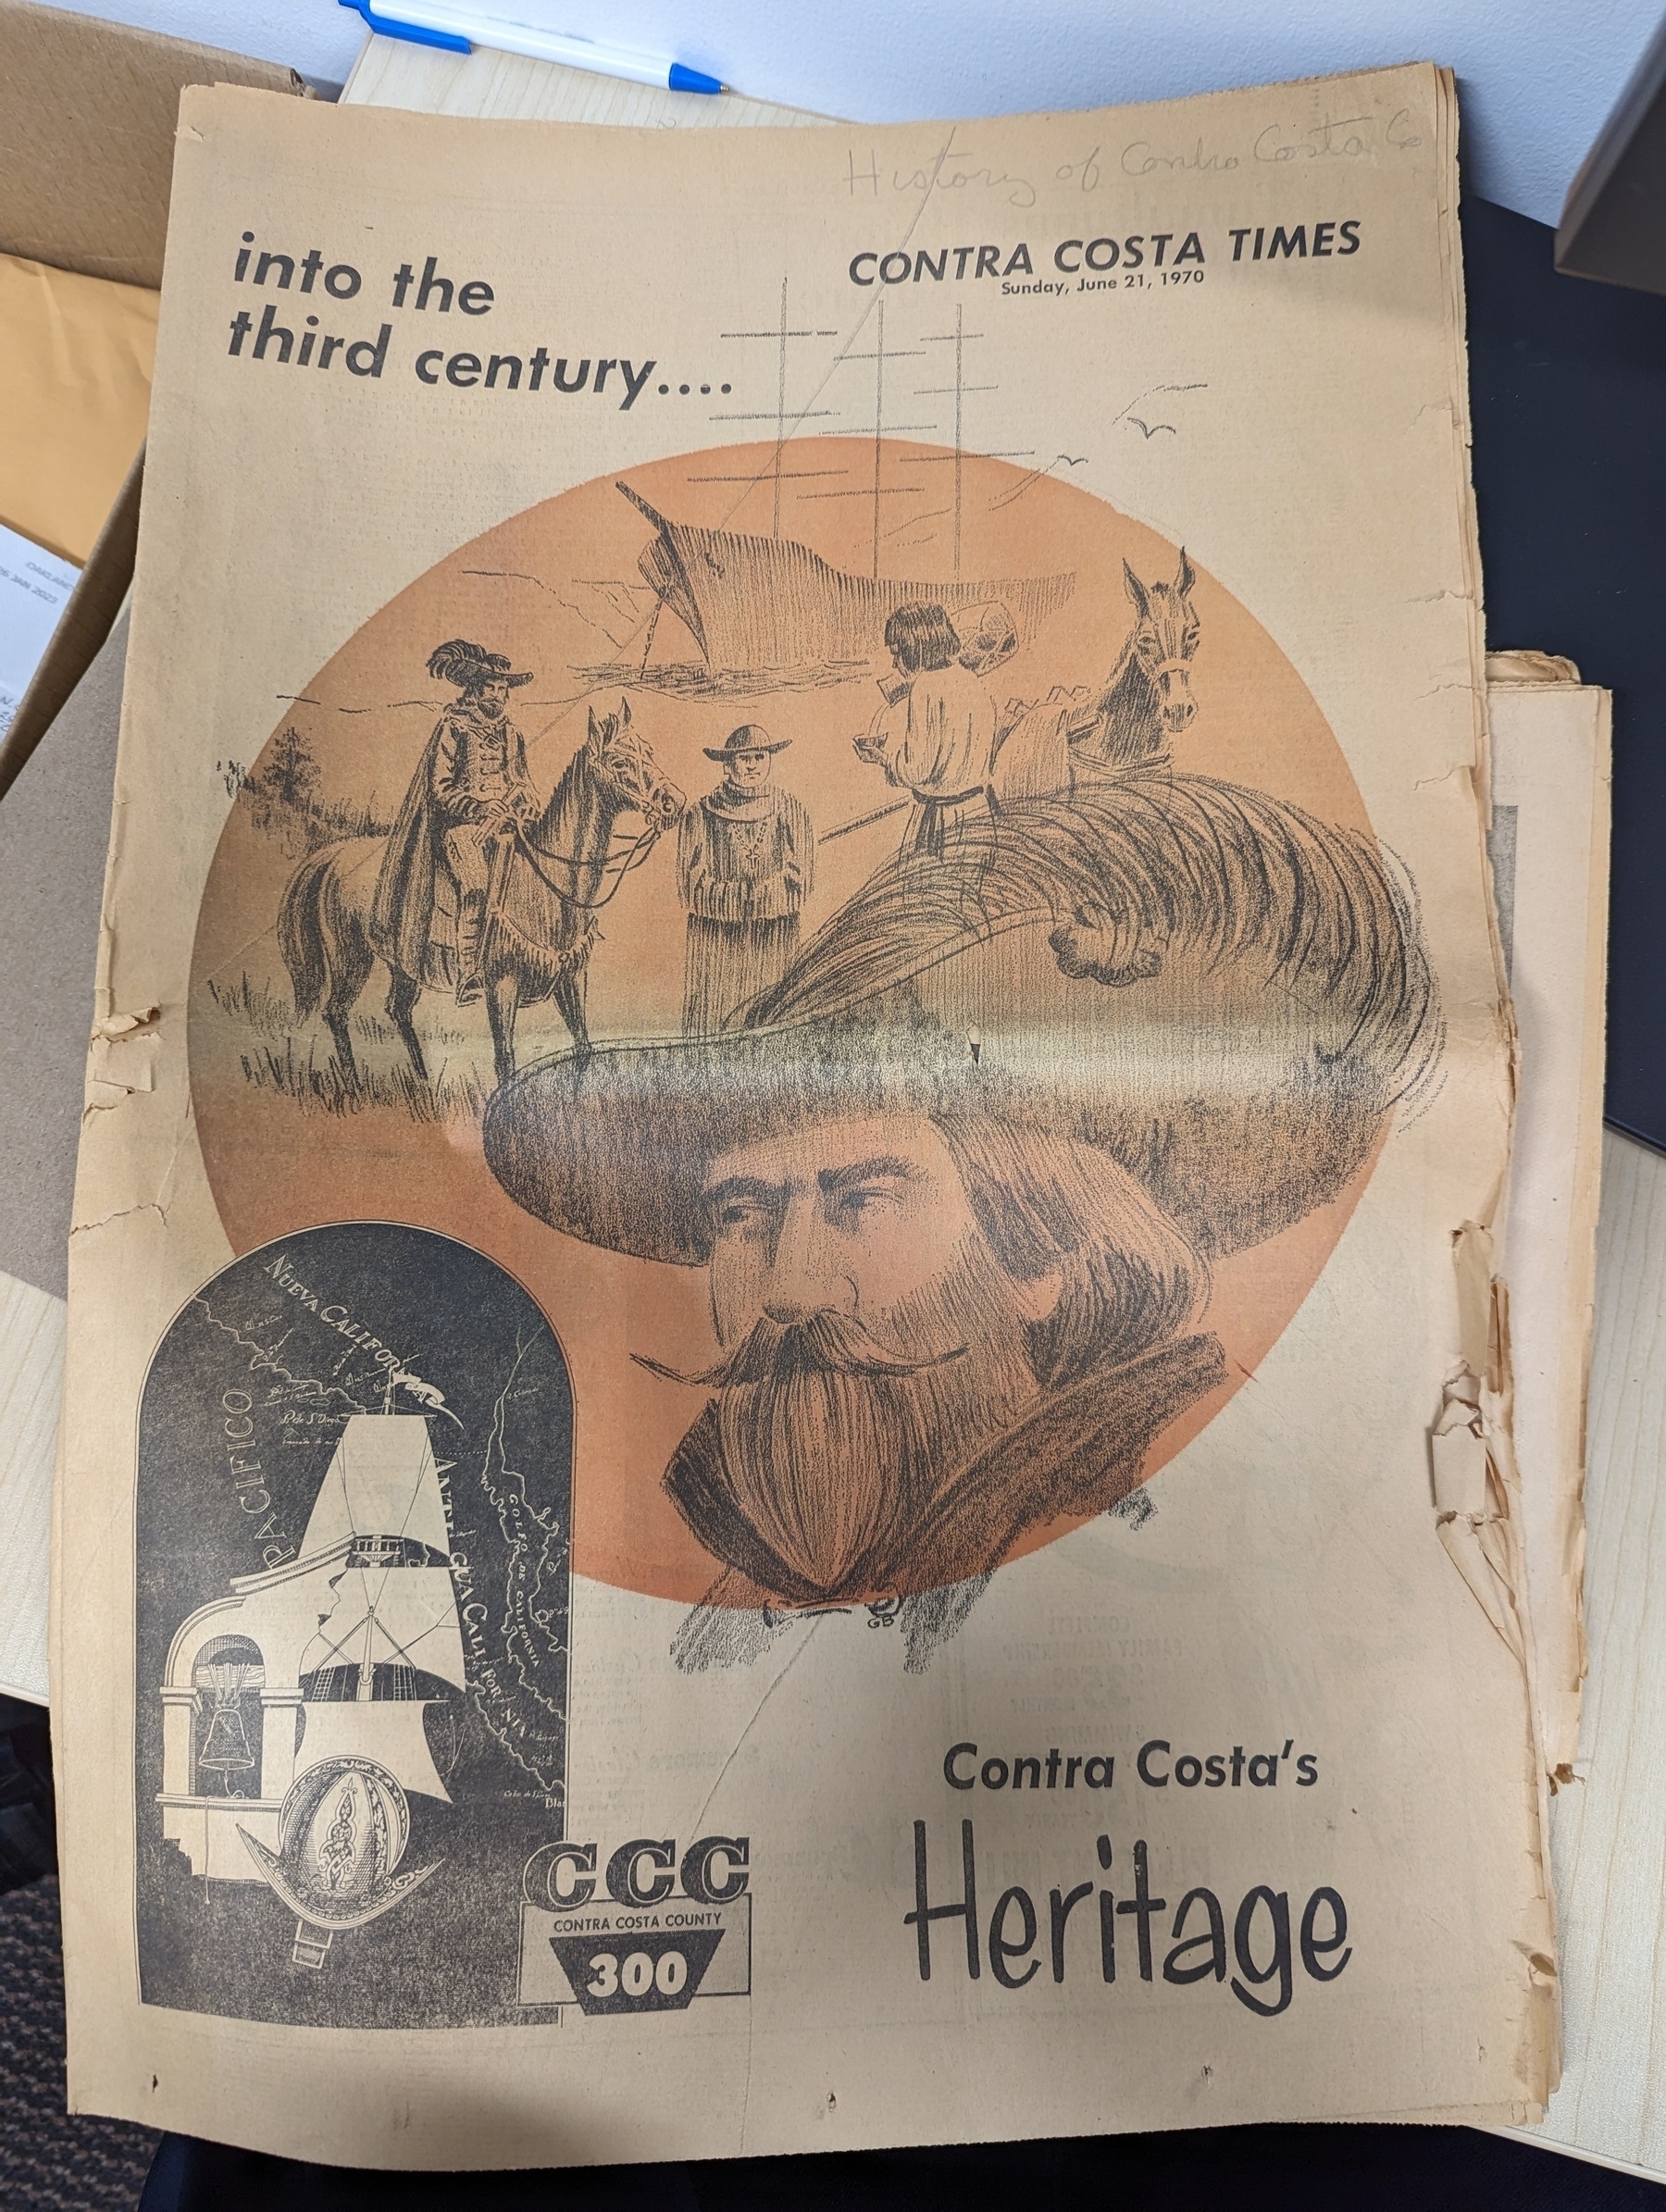 History of Contra Costa Co
into the
third century....
CONTRA COSTA TIMES
Sunday, June 21, 1970
GB
NUEVA CALIFORNIA
PACIFICO
ANTIGUA CALIFORNIA
GOLFO DE CALIFORNIA
CCC
CONTRA COSTA COUNTY
300
Contra Costa's
Heritage